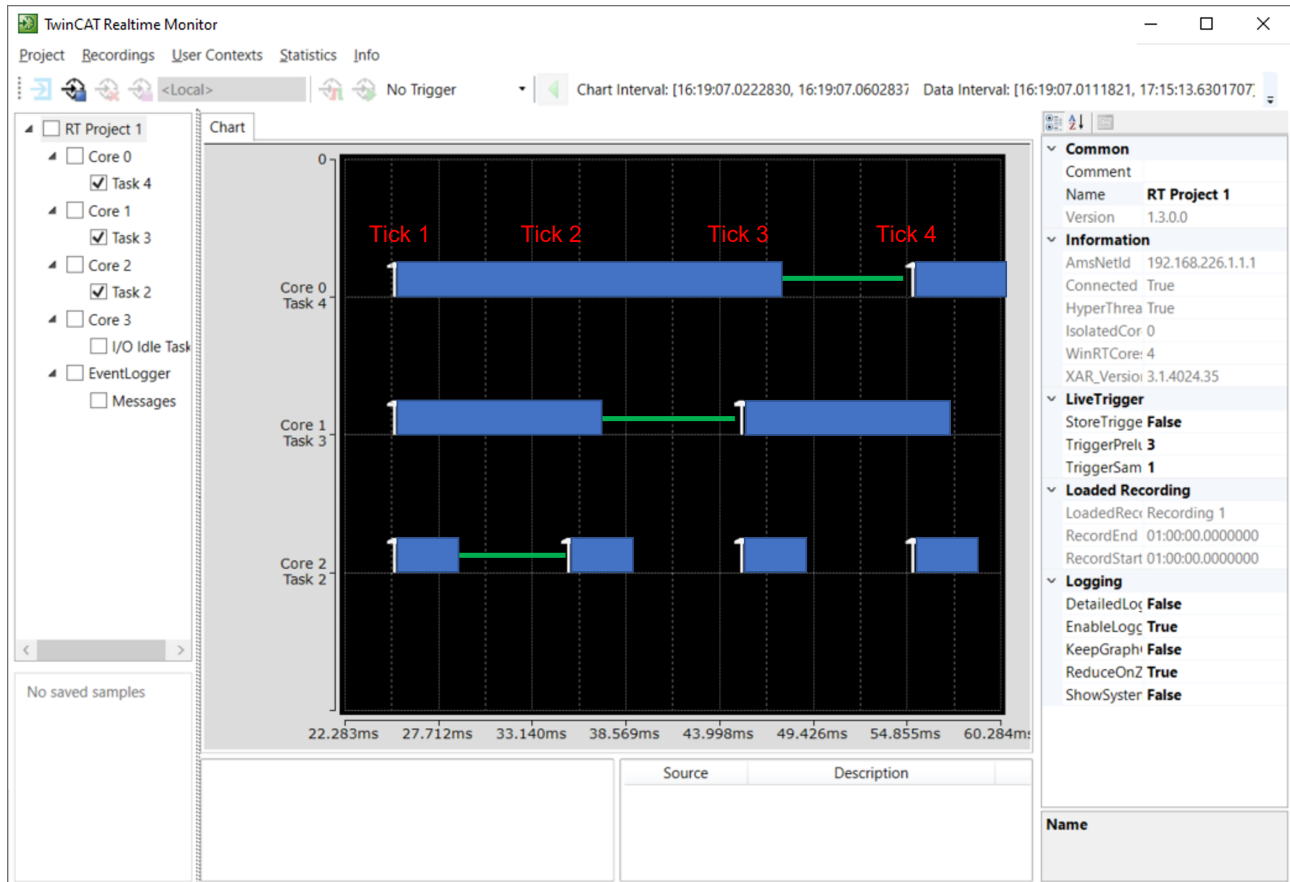 TwinCAT Realtime Monitor
Project Recordings User Contexts Statistics Info
<Local> No Trigger Chart Interval: [16:19:07.0222830, 16:19:07.0602837 Data Interval: [16:19:07.0111821, 17:15:13.6301707]
RT Project 1
Core 0
Task 4
Core 1
Task 3
Core 2
Task 2
Core 3
I/O Idle Task
EventLogger
Messages
No saved samples
Chart
0
Tick 1 Tick 2 Tick 3 Tick 4
Core 0
Task 4
Core 1
Task 3
Core 2
Task 2
22.283ms 27.712ms 33.140ms 38.569ms 43.998ms 49.426ms 54.855ms 60.284ms
Source Description
Common
Comment
Name RT Project 1
Version 1.3.0.0
Information
AmsNetId 192.168.226.1.1.1
Connected True
HyperThrea True
IsolatedCor 0
WinRTCore: 4
XAR_Versio 3.1.4024.35
LiveTrigger
StoreTrigge False
TriggerPrelu 3
TriggerSam 1
Loaded Recording
LoadedRec Recording 1
RecordEnd 01:00:00.0000000
RecordStart 01:00:00.0000000
Logging
DetailedLog False
EnableLogg True
KeepGraph False
ReduceOnZ True
ShowSyster False
Name